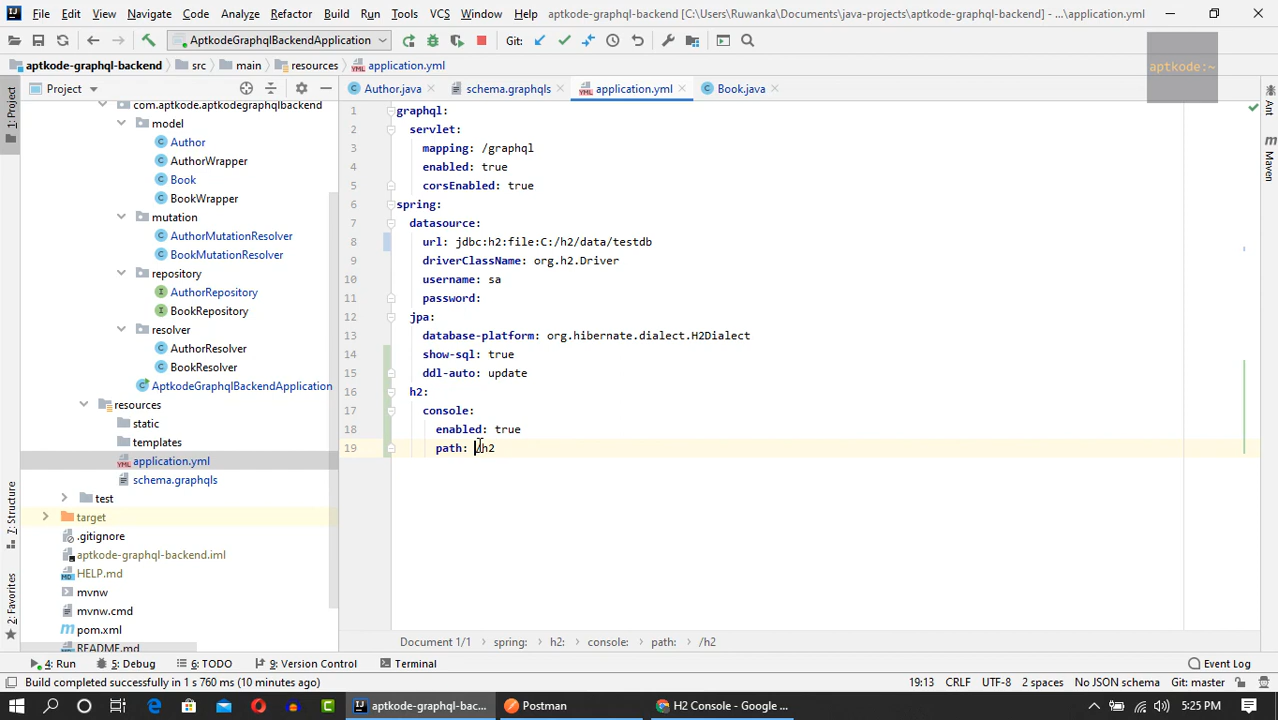 File Edit View Navigate Code Analyze Refactor Build Run Tools VCS Window Help aptkode-graphql-backend [C:\Users\Ruwanka\Documents\java-projects\aptkode-graphql-backend] - ...\application.yml
AptkodeGraphqlBackendApplication Git:
aptkode-graphql-backend src main resources application.yml
aptkode:~
Project Author.java schema.graphqls application.yml Book.java
com.aptkode.aptkodegraphqlbackend
model
Author
AuthorWrapper
Book
BookWrapper
mutation
AuthorMutationResolver
BookMutationResolver
repository
AuthorRepository
BookRepository
resolver
AuthorResolver
BookResolver
AptkodeGraphqlBackendApplication
resources
static
templates
application.yml
schema.graphqls
test
target
.gitignore
aptkode-graphql-backend.iml
HELP.md
mvnw
mvnw.cmd
pom.xml
README.md
1 graphql:
2 servlet:
3 mapping: /graphql
4 enabled: true
5 corsEnabled: true
6 spring:
7 datasource:
8 url: jdbc:h2:file:C:/h2/data/testdb
9 driverClassName: org.h2.Driver
10 username: sa
11 password:
12 jpa:
13 database-platform: org.hibernate.dialect.H2Dialect
14 show-sql: true
15 ddl-auto: update
16 h2:
17 console:
18 enabled: true
19 path: /h2
1: Project
7: Structure
2: Favorites
Ant
Maven
Document 1/1 spring: h2: console: path: /h2
4: Run 5: Debug 6: TODO 9: Version Control Terminal Event Log
Build completed successfully in 1 s 760 ms (10 minutes ago) 19:13 CRLF UTF-8 2 spaces No JSON schema Git: master
aptkode-graphql-bac... Postman H2 Console - Google ... 5:25 PM